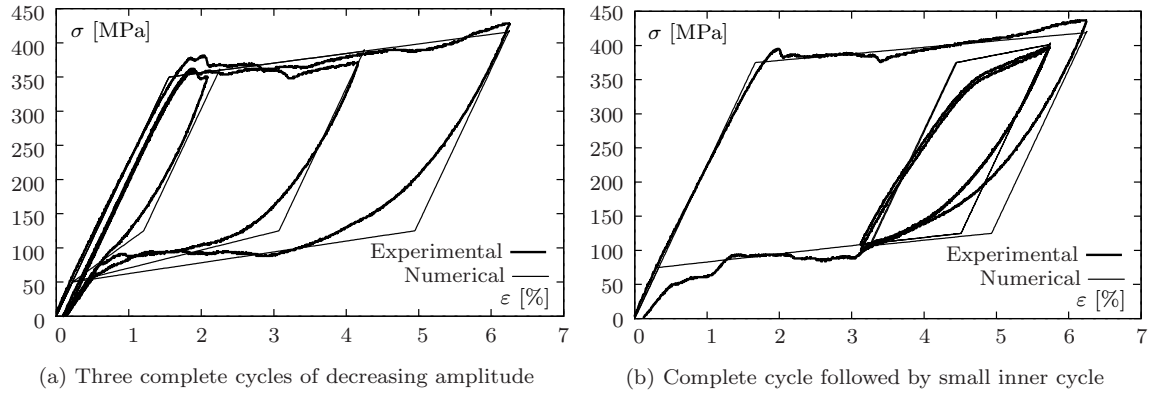 σ [MPa]
450
400
350
300
250
200
150
100
50
0
0 1 2 3 4 5 6 7
Experimental
Numerical
ε [%]
(a) Three complete cycles of decreasing amplitude
σ [MPa]
450
400
350
300
250
200
150
100
50
0
0 1 2 3 4 5 6 7
Experimental
Numerical
ε [%]
(b) Complete cycle followed by small inner cycle